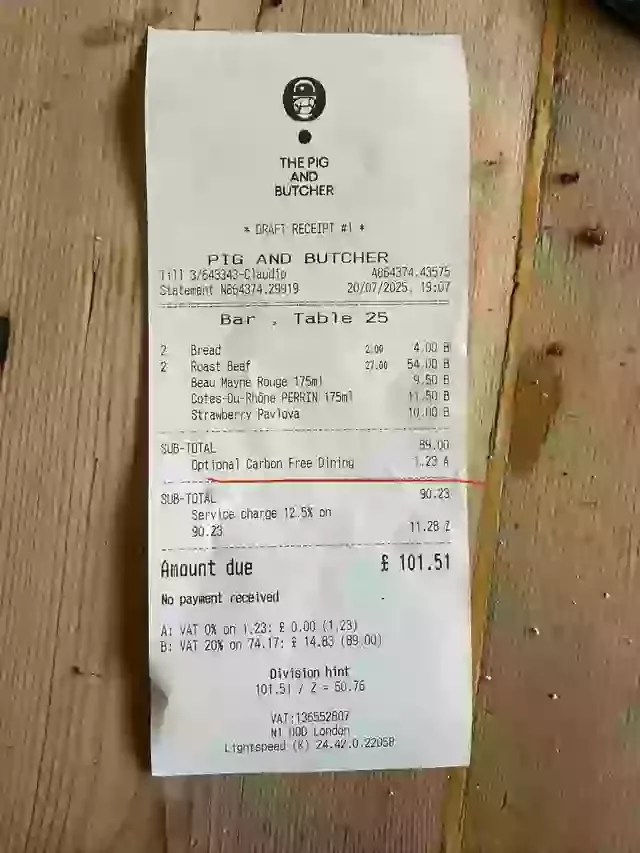 THE PIG
AND
BUTCHER
* DRAFT RECEIPT #1 *
PIG AND BUTCHER
Till 3/643343-Claudio A864374.43575
Statement N864374.29919 20/07/2025, 19:07
Bar , Table 25
2 Bread 2.00 4.00 B
2 Roast Beef 27.00 54.00 B
Beau Mayne Rouge 175ml 9.50 B
Cotes-Du-Rhône PERRIN 175ml 11.50 B
Strawberry Pavlova 10.00 B
SUB-TOTAL 89.00
Optional Carbon Free Dining 1.23 A
SUB-TOTAL 90.23
Service charge 12.5% on
90.23 11.28 Z
Amount due £ 101.51
No payment received
A: VAT 0% on 1.23: £ 0.00 (1.23)
B: VAT 20% on 74.17: £ 14.83 (89.00)
Division hint
101.51 / 2 = 50.76
VAT:136552807
N1 0DD London
Lightspeed (K) 24.42.0.22058